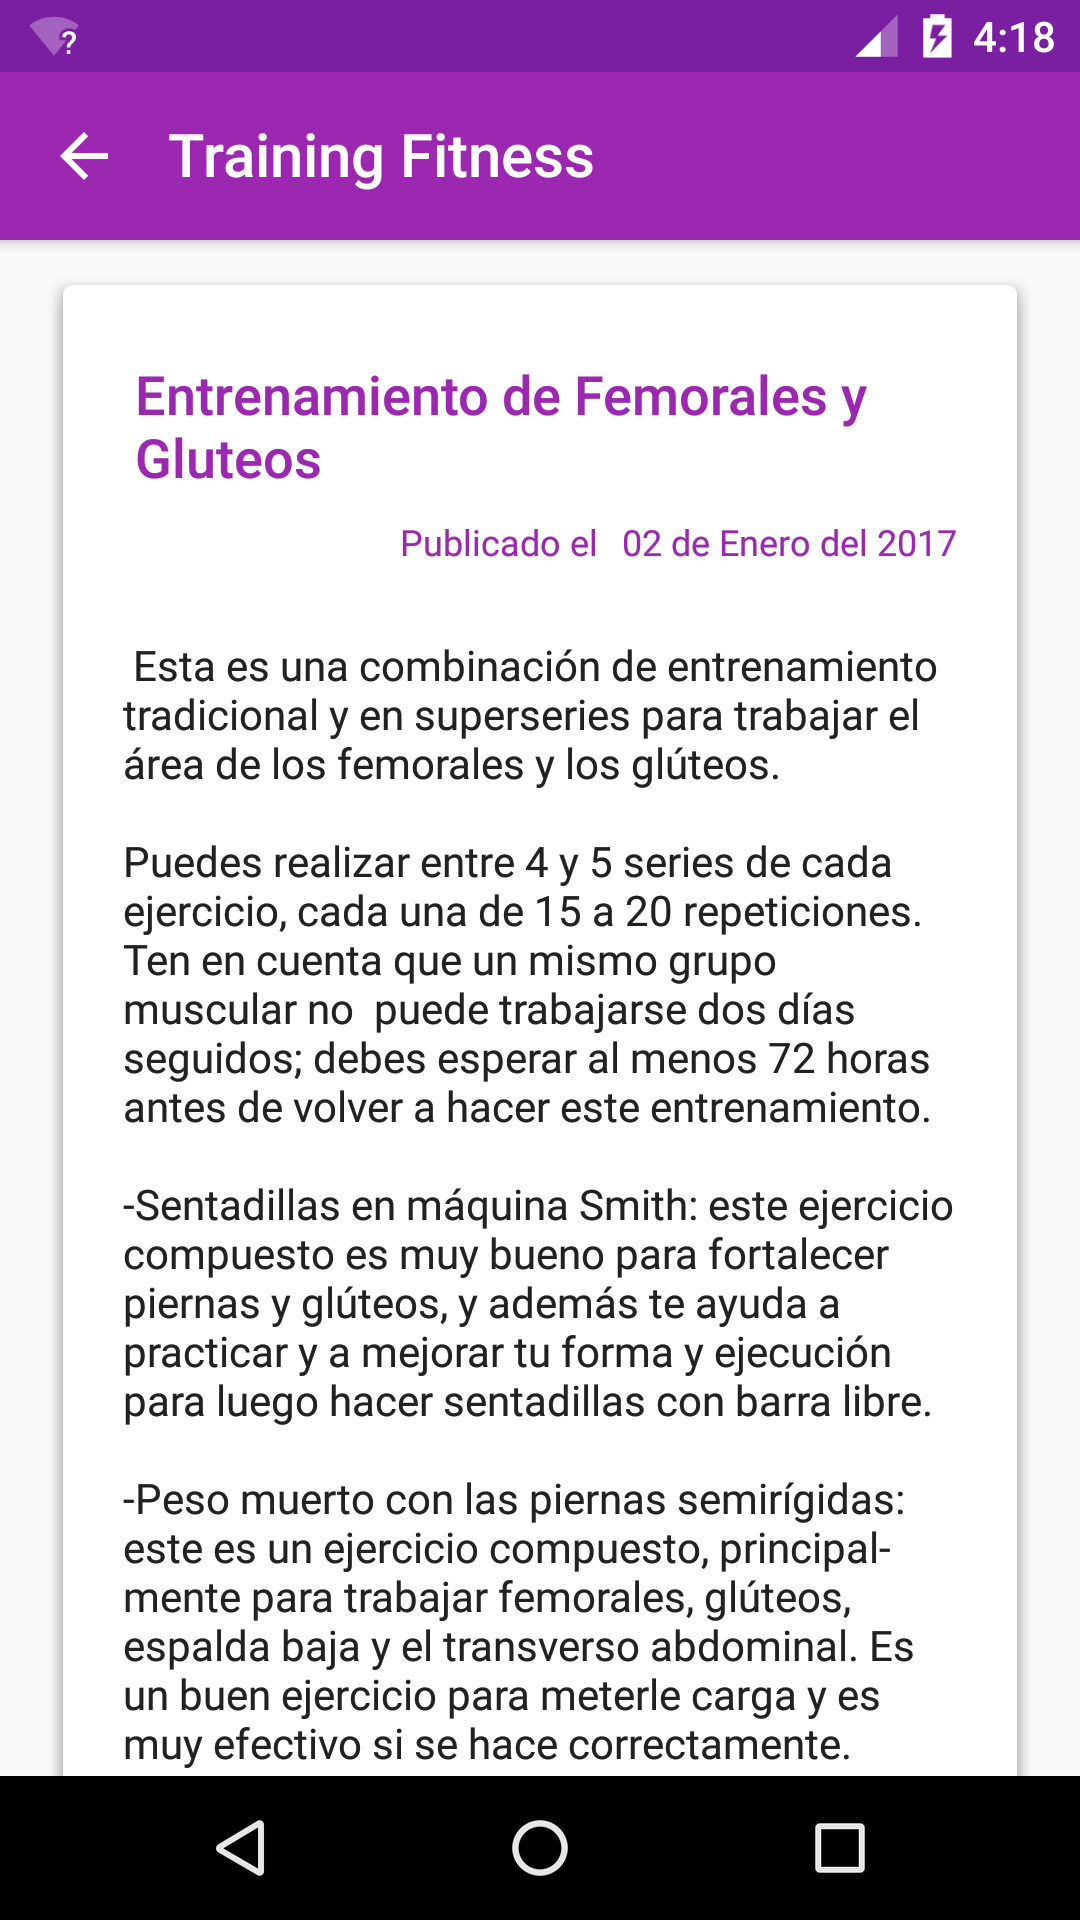 ?
4:18
Training Fitness
Entrenamiento de Femorales y
Gluteos
Publicado el 02 de Enero del 2017
Esta es una combinación de entrenamiento
tradicional y en superseries para trabajar el
área de los femorales y los glúteos.
Puedes realizar entre 4 y 5 series de cada
ejercicio, cada una de 15 a 20 repeticiones.
Ten en cuenta que un mismo grupo
muscular no  puede trabajarse dos días
seguidos; debes esperar al menos 72 horas
antes de volver a hacer este entrenamiento.
-Sentadillas en máquina Smith: este ejercicio
compuesto es muy bueno para fortalecer
piernas y glúteos, y además te ayuda a
practicar y a mejorar tu forma y ejecución
para luego hacer sentadillas con barra libre.
-Peso muerto con las piernas semirígidas:
este es un ejercicio compuesto, principal-
mente para trabajar femorales, glúteos,
espalda baja y el transverso abdominal. Es
un buen ejercicio para meterle carga y es
muy efectivo si se hace correctamente.